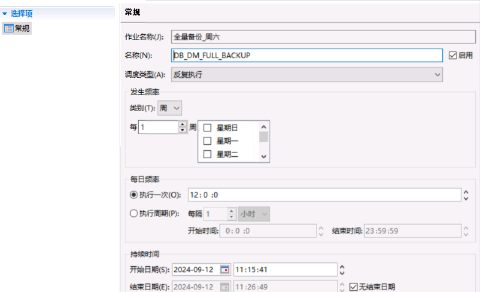 选择项
常规
常规
作业名称(J): 全量备份_周六
名称(N): DB_DM_FULL_BACKUP 启用
调度类型(A): 反复执行
发生频率
类别(T): 周
每 1 周 星期日
星期一
星期二
每日频率
执行一次(O): 12: 0 :0
执行周期(P): 每隔 1 小时
开始时间: 0: 0 :0 结束时间: 23:59:59
持续时间
开始日期(S): 2024-09-12 11:15:41
结束日期(E): 2024-09-12 11:26:49 无结束日期